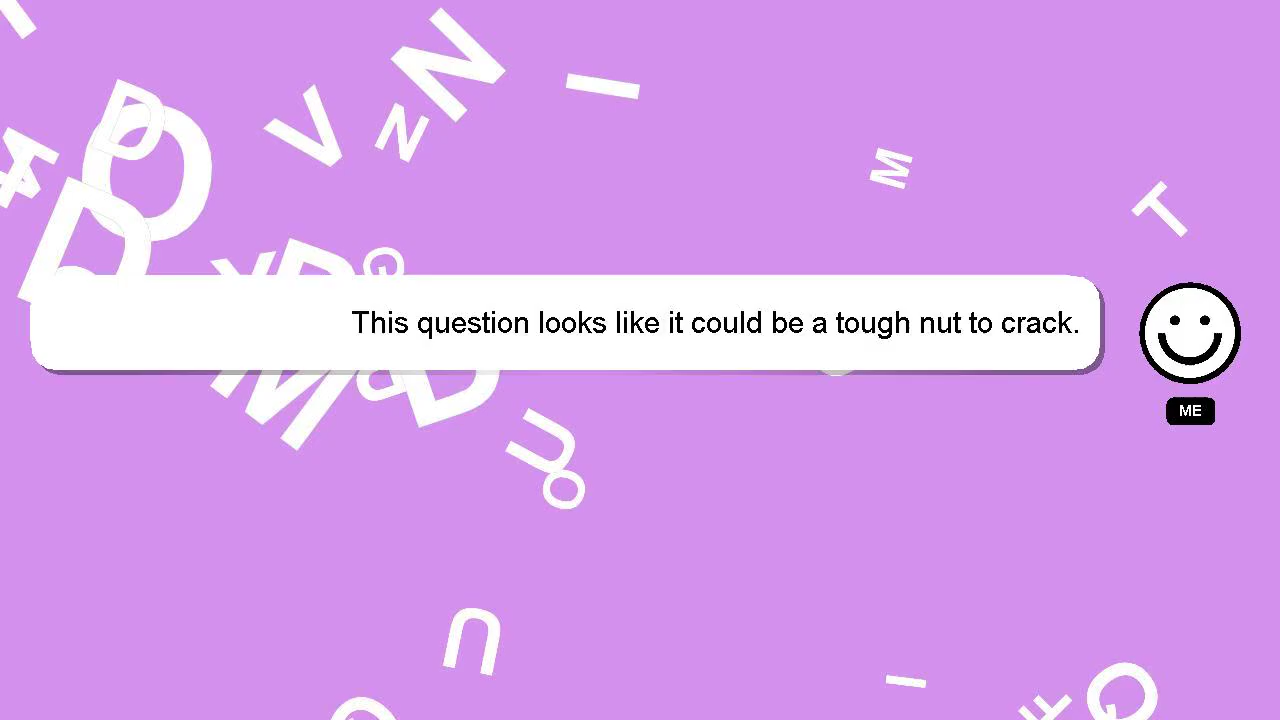 This question looks like it could be a tough nut to crack.
ME
I
D
O
V
N
N
I
M
T
A
D
Y
D
G
M
D
D
U
O
U
I
F
G
O